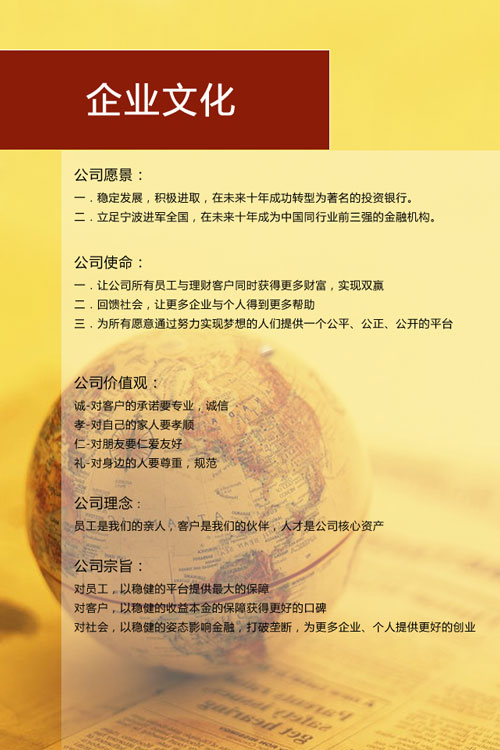 企业文化
公司愿景：
一．稳定发展，积极进取，在未来十年成功转型为著名的投资银行。
二．立足宁波进军全国，在未来十年成为中国同行业前三强的金融机构。
公司使命：
一．让公司所有员工与理财客户同时获得更多财富，实现双赢
二．回馈社会，让更多企业与个人得到更多帮助
三．为所有愿意通过努力实现梦想的人们提供一个公平、公正、公开的平台
公司价值观：
诚-对客户的承诺要专业，诚信
孝-对自己的家人要孝顺
仁-对朋友要仁爱友好
礼-对身边的人要尊重，规范
公司理念：
员工是我们的亲人，客户是我们的伙伴，人才是公司核心资产
公司宗旨：
对员工，以稳健的平台提供最大的保障
对客户，以稳健的收益本金的保障获得更好的口碑
对社会，以稳健的姿态影响金融，打破垄断，为更多企业、个人提供更好的创业